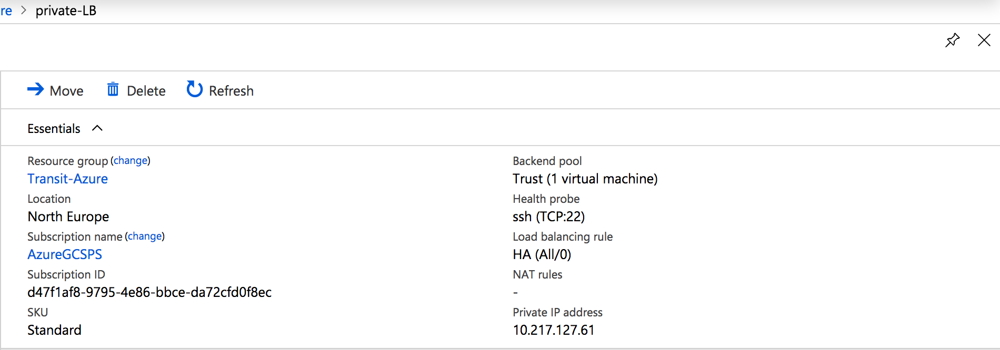 re > private-LB
Move Delete Refresh
Essentials
Resource group (change)
Transit-Azure
Location
North Europe
Subscription name (change)
AzureGCSPS
Subscription ID
d47f1af8-9795-4e86-bbce-da72cfd0f8ec
SKU
Standard
Backend pool
Trust (1 virtual machine)
Health probe
ssh (TCP:22)
Load balancing rule
HA (All/0)
NAT rules
-
Private IP address
10.217.127.61